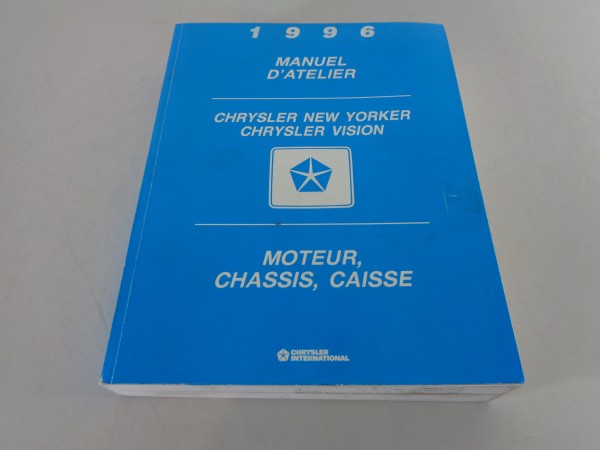 1996
MANUEL
D'ATELIER
CHRYSLER NEW YORKER
CHRYSLER VISION
MOTEUR,
CHASSIS, CAISSE
CHRYSLER
INTERNATIONAL